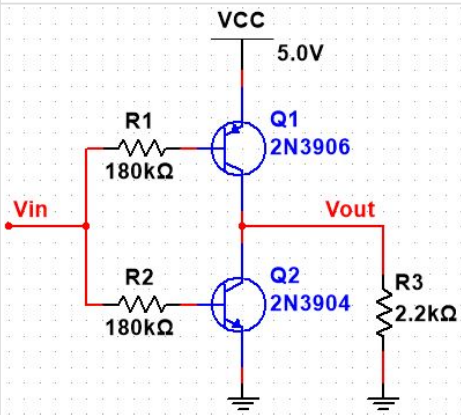 VCC
5.0V
R1
180kΩ
Q1
2N3906
Vin
Vout
R2
180kΩ
Q2
2N3904
R3
2.2kΩ